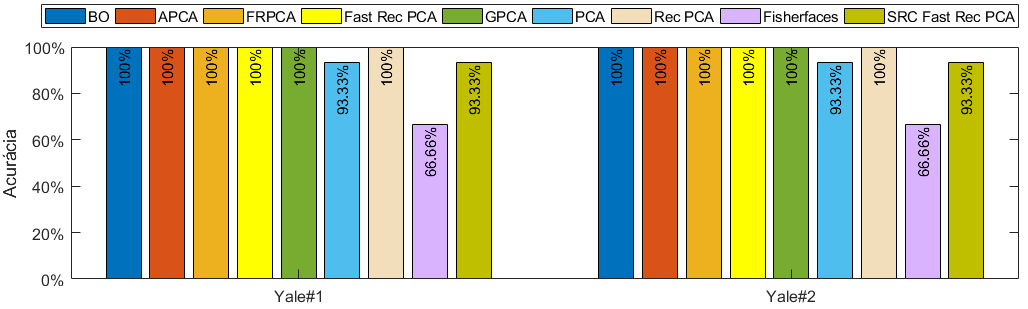 BO APCA FRPCA Fast Rec PCA GPCA PCA Rec PCA Fisherfaces SRC Fast Rec PCA
Acurácia
100%
80%
60%
40%
20%
0%
100% 100% 100% 100% 100% 93.33% 100% 66.66% 93.33%
100% 100% 100% 100% 100% 93.33% 100% 66.66% 93.33%
Yale#1 Yale#2